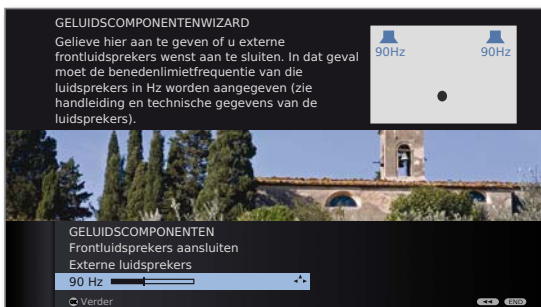 GELUIDSCOMPONENTENWIZARD
Gelieve hier aan te geven of u externe
frontluidsprekers wenst aan te sluiten. In dat geval
moet de benedenlimietfrequentie van die
luidsprekers in Hz worden aangegeven (zie
handleiding en technische gegevens van de
luidsprekers).
90Hz 90Hz
GELUIDSCOMPONENTEN
Frontluidsprekers aansluiten
Externe luidsprekers
90 Hz
OK Verder
END